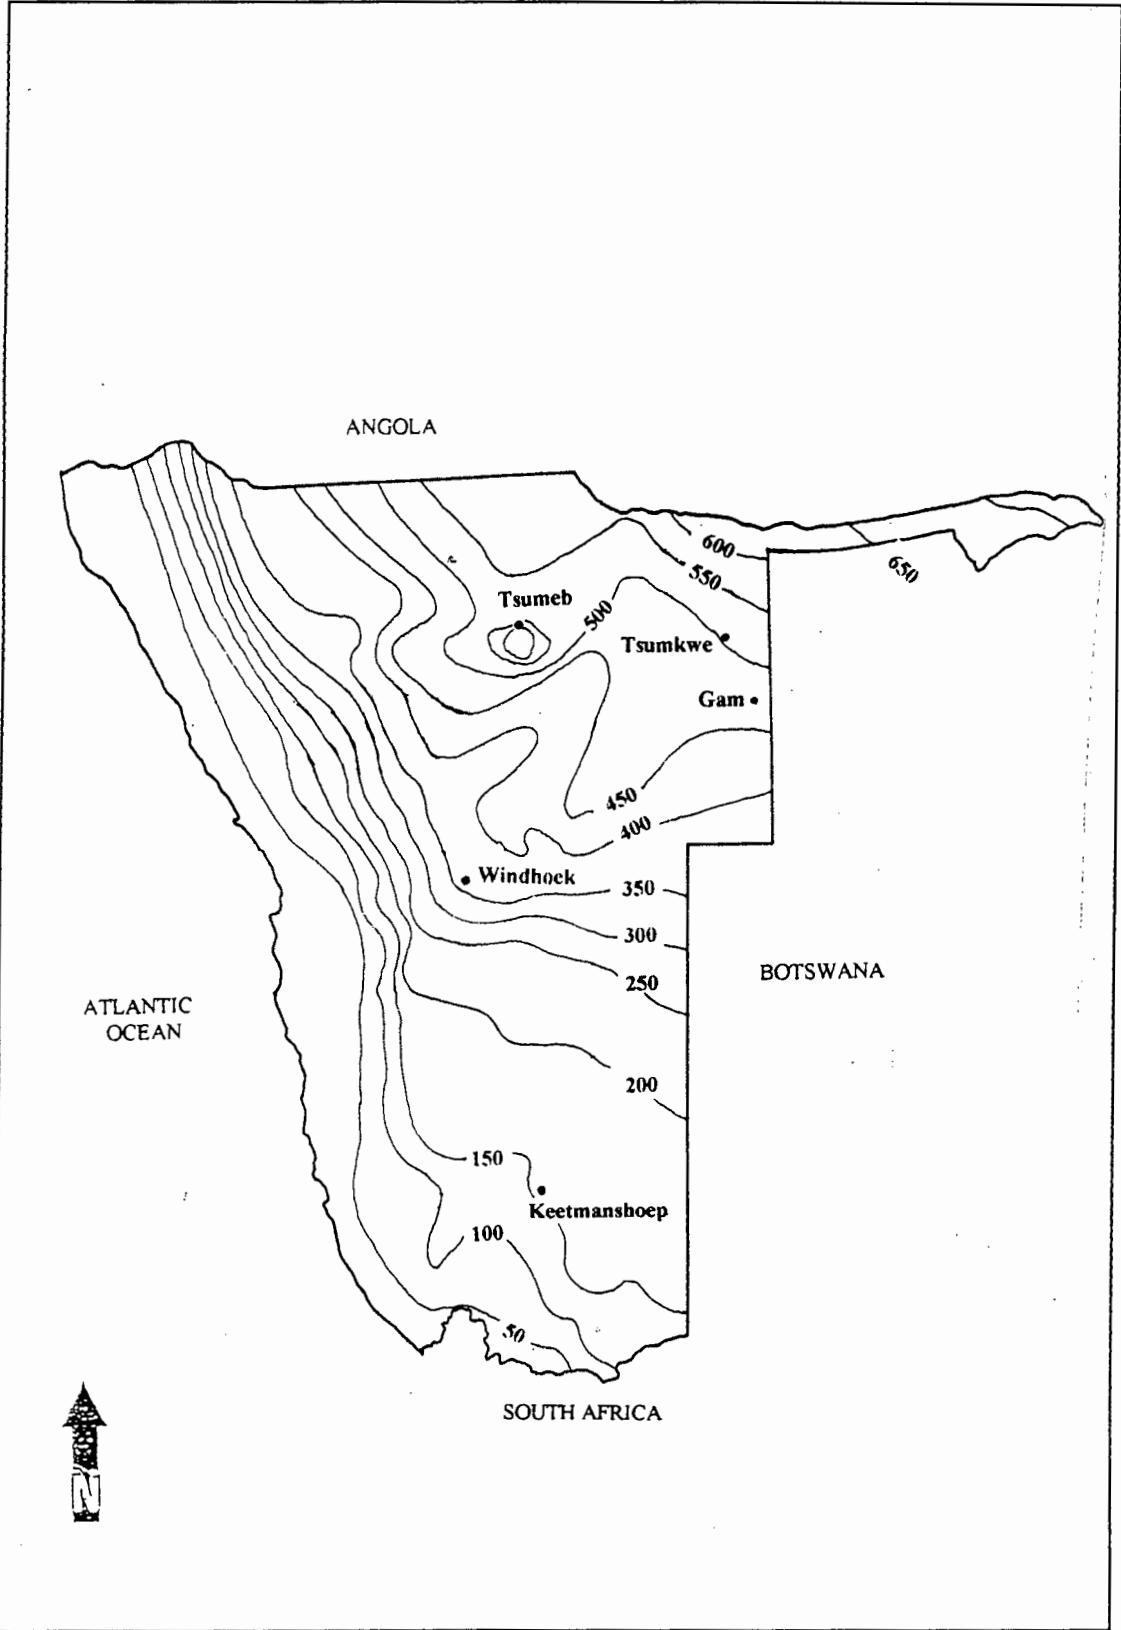 ANGOLA
600
550
650
Tsumeb
500
Tsumkwe
Gam
450
400
Windhoek
350
300
250
BOTSWANA
ATLANTIC
OCEAN
200
150
Keetmanshoep
100
50
SOUTH AFRICA
N